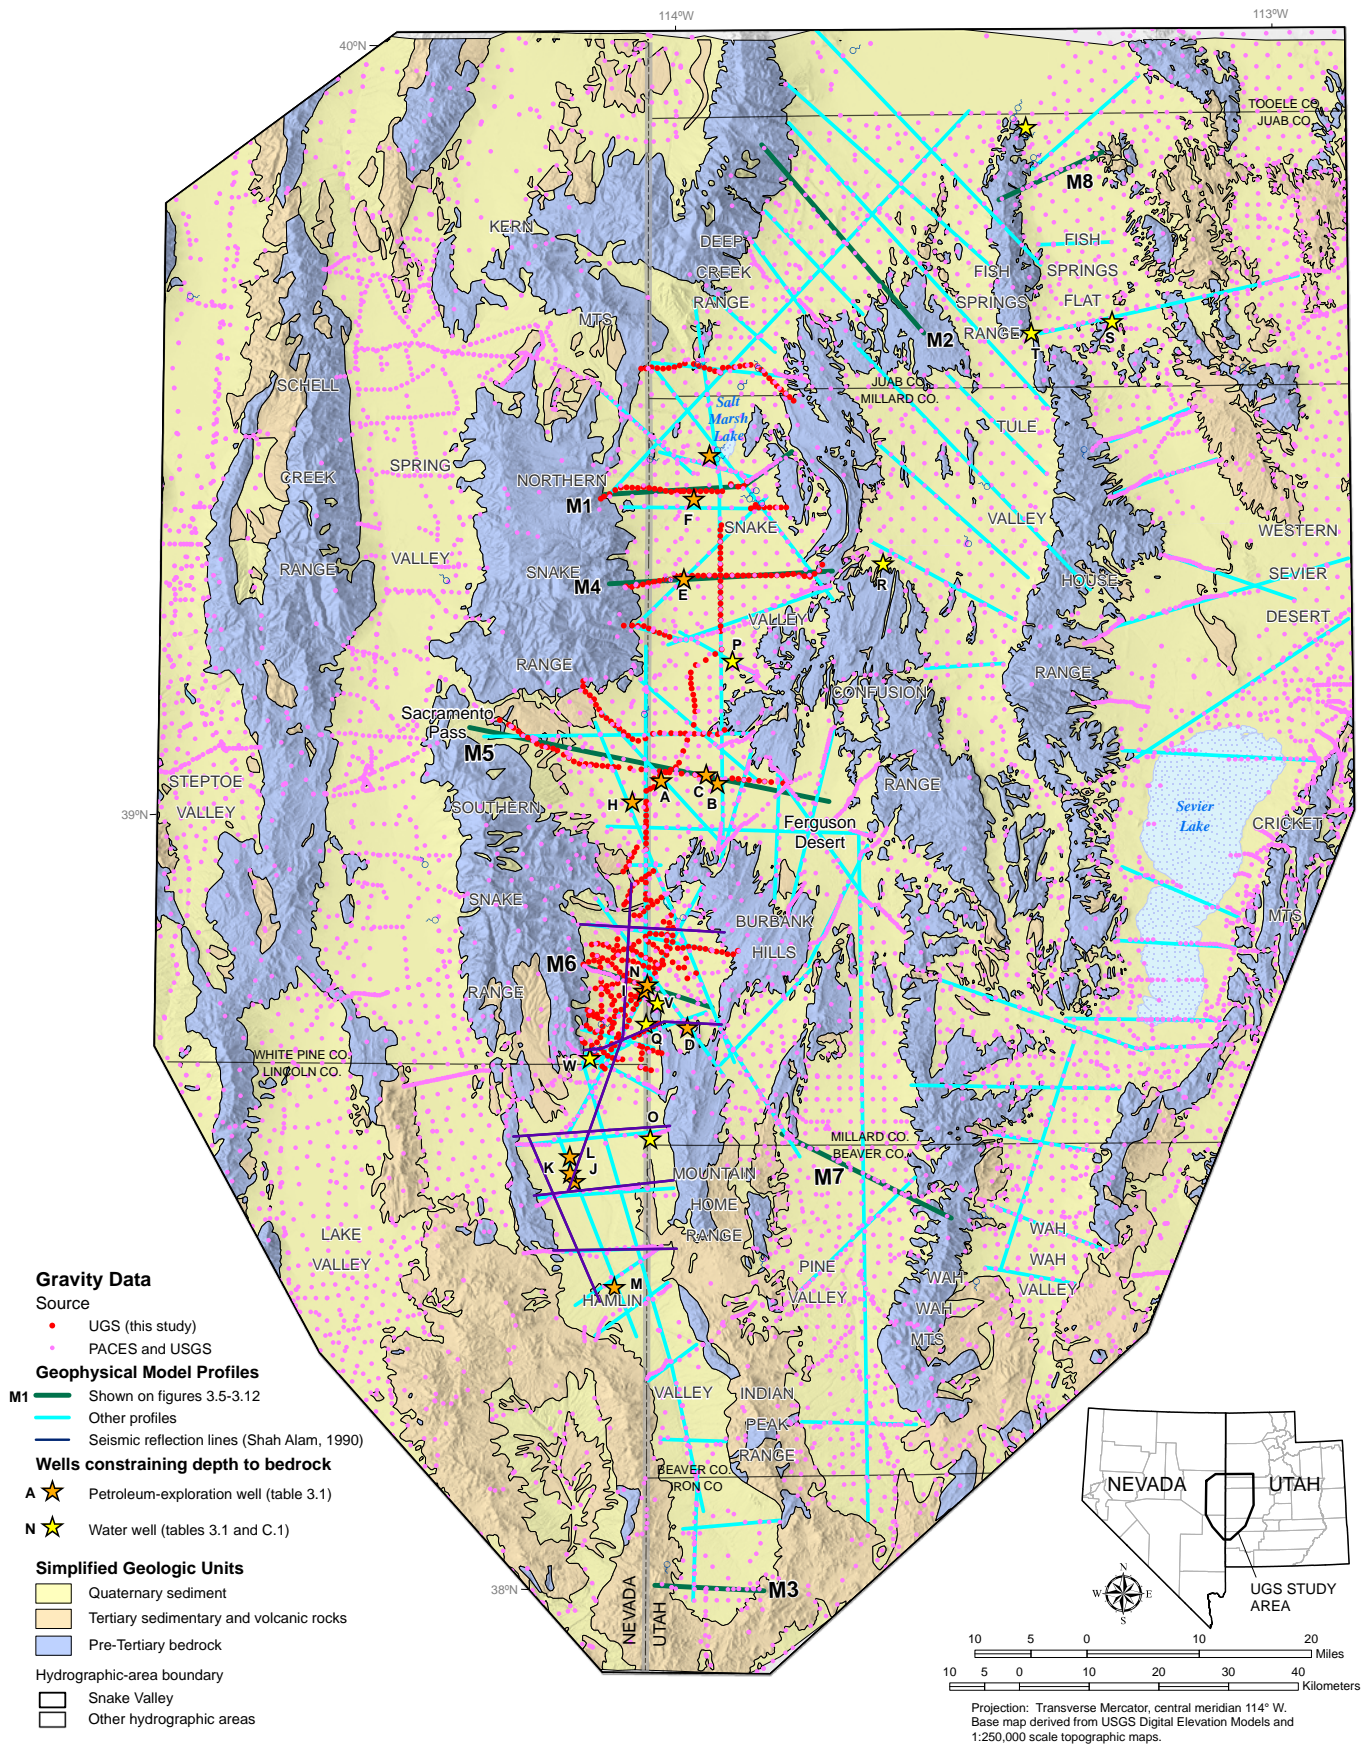 114°W
113°W
40°N
TOOELE CO.
JUAB CO.
M8
KERN
DEEP
CREEK
RANGE
FISH
SPRINGS
FLAT
FISH
SPRINGS
RANGE
MTS
M2
T
S
SCHELL
JUAB CO.
MILLARD CO.
Salt
Marsh
Lake
TULE
SPRING
CREEK
NORTHERN
M1
F
SNAKE
VALLEY
WESTERN
VALLEY
RANGE
SNAKE
M4
E
R
HOUSE
SEVIER
DESERT
VALLEY
P
RANGE
RANGE
CONFUSION
Sacramento
Pass
M5
STEPTOE
VALLEY
RANGE
C
A
B
H
SOUTHERN
39°N
Sevier
Lake
Ferguson
Desert
CRICKET
SNAKE
MTS
BURBANK
HILLS
M6
N
I
V
RANGE
Q
D
WHITE PINE CO.
LINCOLN CO.
W
O
MILLARD CO.
BEAVER CO.
L
K
J
M7
MOUNTAIN
HOME
RANGE
LAKE
VALLEY
WAH
WAH
VALLEY
PINE
VALLEY
WAH
WAH
MTS
M
HAMLIN
VALLEY
INDIAN
PEAK
RANGE
BEAVER CO.
IRON CO
38°N
M3
NEVADA
UTAH
Gravity Data
Source
UGS (this study)
PACES and USGS
Geophysical Model Profiles
M1
Shown on figures 3.5-3.12
Other profiles
Seismic reflection lines (Shah Alam, 1990)
Wells constraining depth to bedrock
A
Petroleum-exploration well (table 3.1)
N
Water well (tables 3.1 and C.1)
Simplified Geologic Units
Quaternary sediment
Tertiary sedimentary and volcanic rocks
Pre-Tertiary bedrock
Hydrographic-area boundary
Snake Valley
Other hydrographic areas
NEVADA
UTAH
UGS STUDY
AREA
N
W
E
S
10 5 0 10 20
Miles
10 5 0 10 20 30 40
Kilometers
Projection: Transverse Mercator, central meridian 114° W.
Base map derived from USGS Digital Elevation Models and
1:250,000 scale topographic maps.